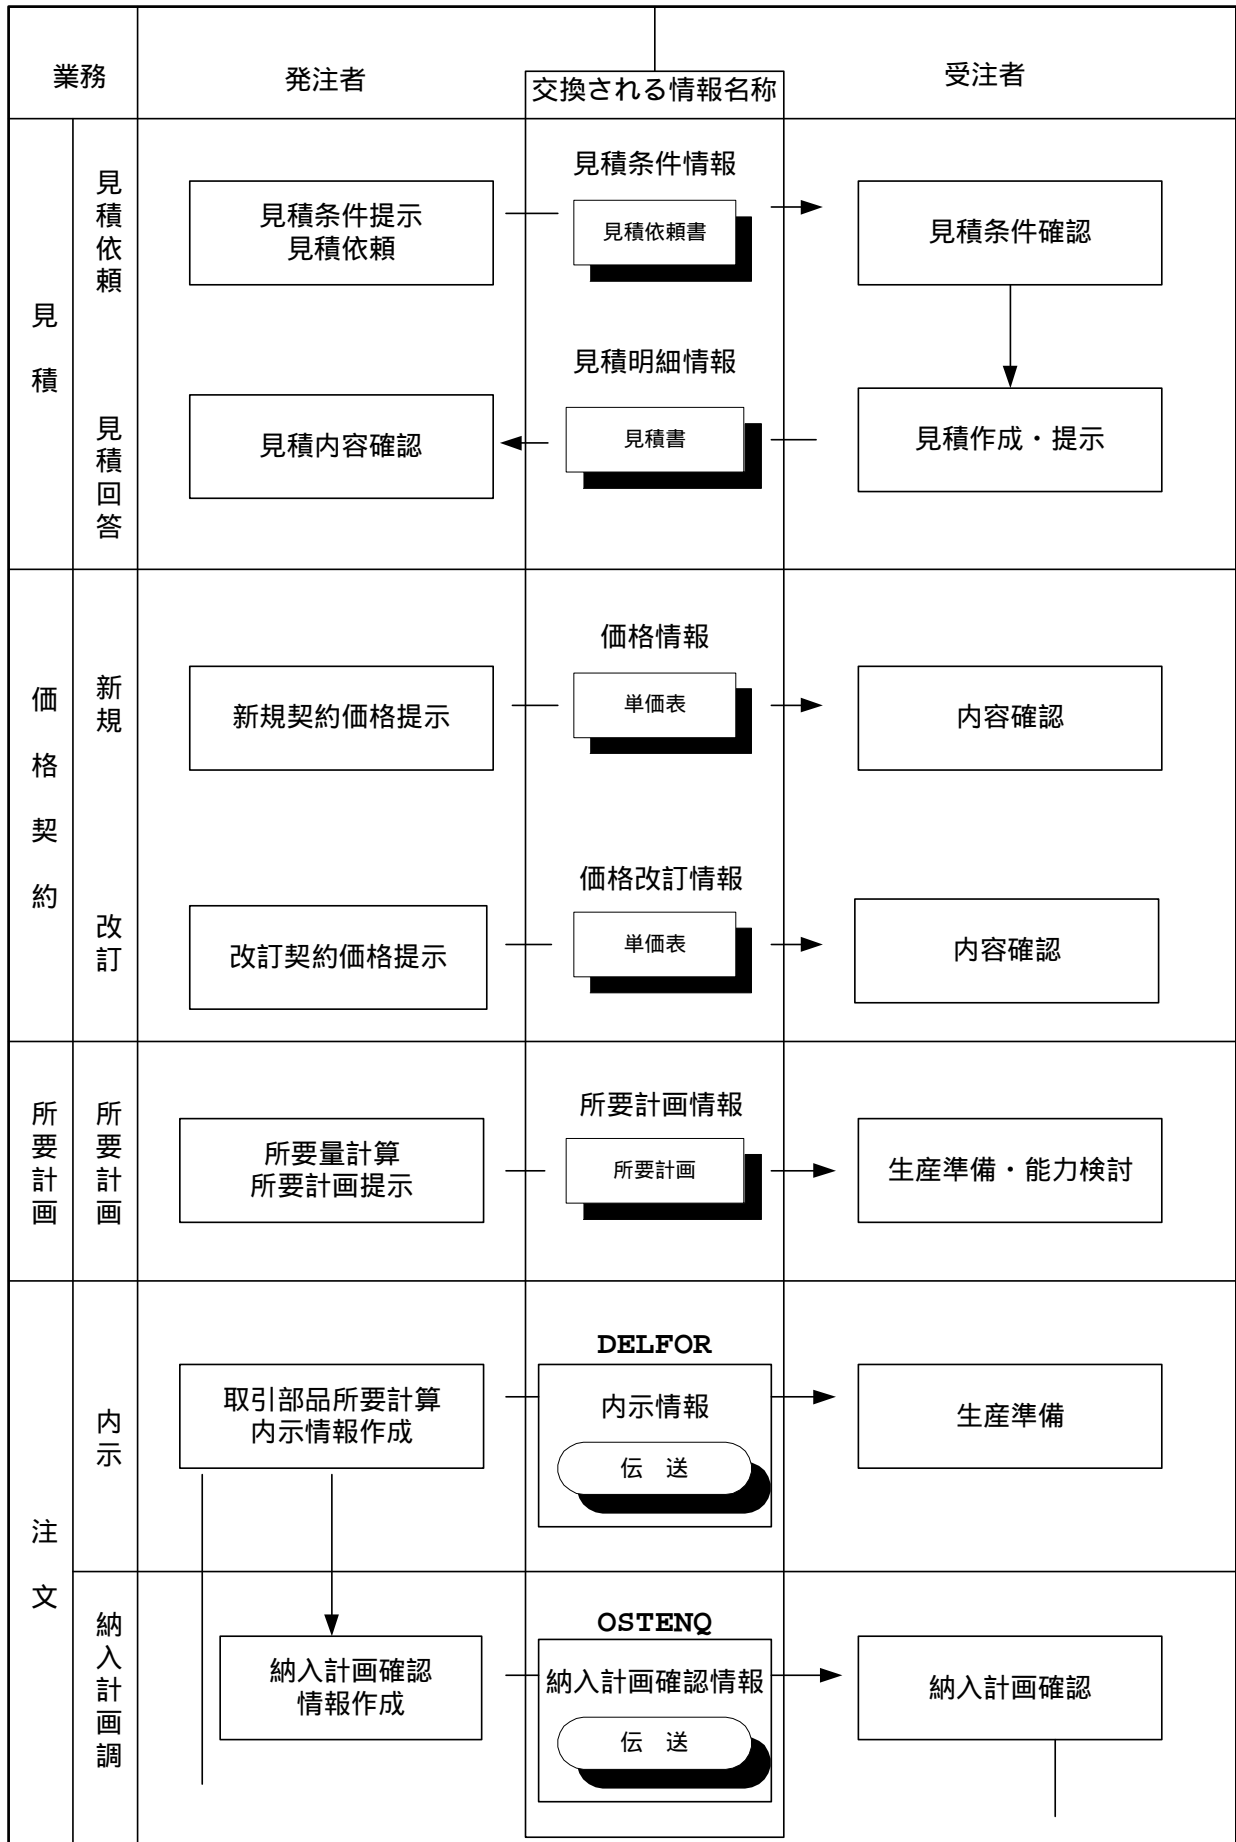 業務
発注者
交換される情報名称
受注者
見積
見積依頼
見積条件提示
見積依頼
見積条件情報
見積依頼書
見積条件確認
見積回答
見積内容確認
見積明細情報
見積書
見積作成・提示
価格契約
新規
新規契約価格提示
価格情報
単価表
内容確認
改訂
改訂契約価格提示
価格改訂情報
単価表
内容確認
所要計画
所要計画
所要量計算
所要計画提示
所要計画情報
所要計画
生産準備・能力検討
注文
内示
取引部品所要計算
内示情報作成
DELFOR
内示情報
伝　送
生産準備
納入計画調
納入計画確認
情報作成
OSTENQ
納入計画確認情報
伝　送
納入計画確認